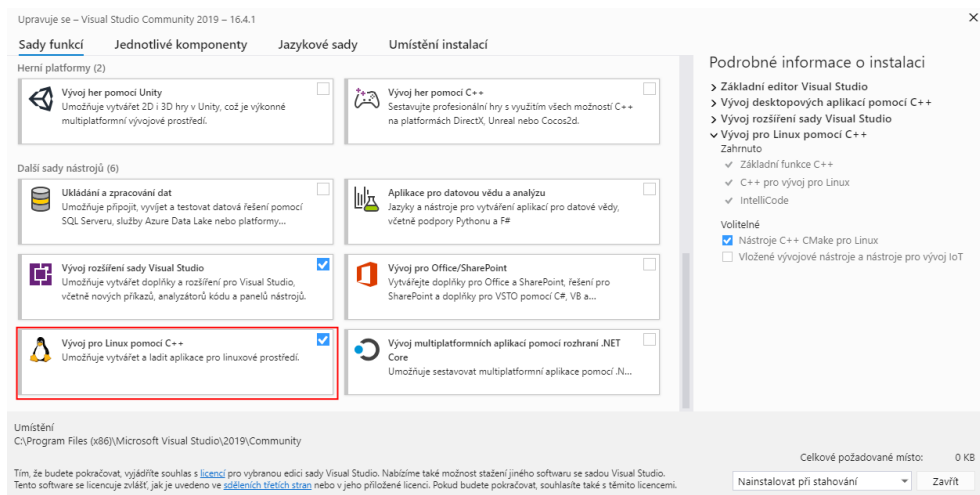 Upravuje se – Visual Studio Community 2019 – 16.4.1
Sady funkcí
Jednotlivé komponenty
Jazykové sady
Umístění instalací
Herní platformy (2)
Vývoj her pomocí Unity
Umožňuje vytvářet 2D i 3D hry v Unity, což je výkonné
multiplatformní vývojové prostředí.
Vývoj her pomocí C++
Sestavujte profesionální hry s využitím všech možností C++
na platformách DirectX, Unreal nebo Cocos2d.
Další sady nástrojů (6)
Ukládání a zpracování dat
Umožňuje připojit, vyvíjet a testovat datová řešení pomocí
SQL Serveru, služby Azure Data Lake nebo platformy...
Aplikace pro datovou vědu a analýzu
Jazyky a nástroje pro vytváření aplikací pro datové vědy,
včetně podpory Pythonu a F#
Vývoj rozšíření sady Visual Studio
Umožňuje vytvářet doplňky a rozšíření pro Visual Studio,
včetně nových příkazů, analyzátorů kódu a panelů nástrojů.
Vývoj pro Office/SharePoint
Vytvářejte doplňky pro Office a SharePoint, řešení pro
SharePoint a doplňky pro VSTO pomocí C#, VB a...
Vývoj pro Linux pomocí C++
Umožňuje vytvářet a ladit aplikace pro linuxové prostředí.
Vývoj multiplatformních aplikací pomocí rozhraní .NET
Core
Umožňuje sestavovat multiplatformní aplikace pomocí .N...
Podrobné informace o instalaci
Základní editor Visual Studio
Vývoj desktopových aplikací pomocí C++
Vývoj rozšíření sady Visual Studio
Vývoj pro Linux pomocí C++
Zahrnuto
Základní funkce C++
C++ pro vývoj pro Linux
IntelliCode
Volitelné
Nástroje C++ CMake pro Linux
Vložené vývojové nástroje a nástroje pro vývoj IoT
Umístění
C:\Program Files (x86)\Microsoft Visual Studio\2019\Community
Tím, že budete pokračovat, vyjádříte souhlas s licencí pro vybranou edici sady Visual Studio. Nabízíme také možnost stažení jiného softwaru se sadou Visual Studio.
Tento software se licencuje zvlášť, jak je uvedeno ve sděleních třetích stran nebo v jeho přiložené licenci. Pokud budete pokračovat, souhlasíte také s těmito licencemi.
Celkové požadované místo: 0 KB
Nainstalovat při stahování
Zavřít